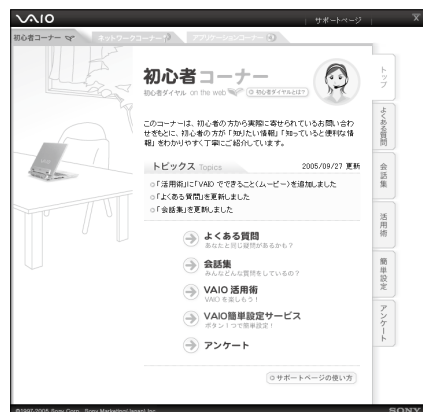 VAIO
サポートページ
初心者コーナー
ネットワークコーナー
アプリケーションコーナー
初心者コーナー
初心者ダイヤル on the web
初心者ダイヤルとは?
このコーナーは、初心者の方から実際に寄せられているお問い合わ
せをもとに、初心者の方が「知りたい情報」「知っていると便利な情
報」をわかりやすく丁寧にご紹介しています。
トピックス Topics
2005/09/27 更新
「活用術」に「VAIO でできること(ムービー)を追加しました
「よくある質問」を更新しました
「会話集」を更新しました
よくある質問
あなたと同じ疑問があるかも?
会話集
みんなどんな質問をしているの?
VAIO 活用術
VAIO を楽しもう!
VAIO簡単設定サービス
ボタン1つで簡単設定!
アンケート
サポートページの使い方
トップ
よくある質問
会話集
活用術
簡単設定
アンケート
SONY